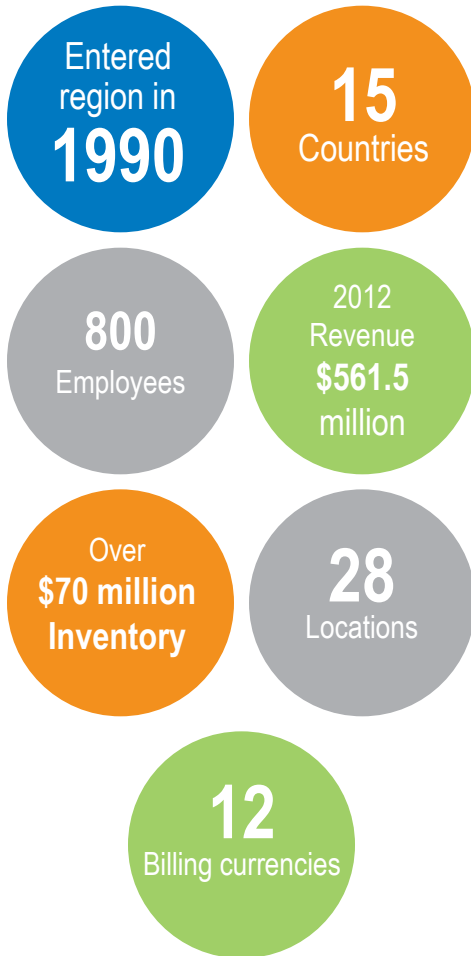 Entered
region in
1990
15
Countries
800
Employees
2012
Revenue
$561.5
million
Over
$70 million
Inventory
28
Locations
12
Billing currencies